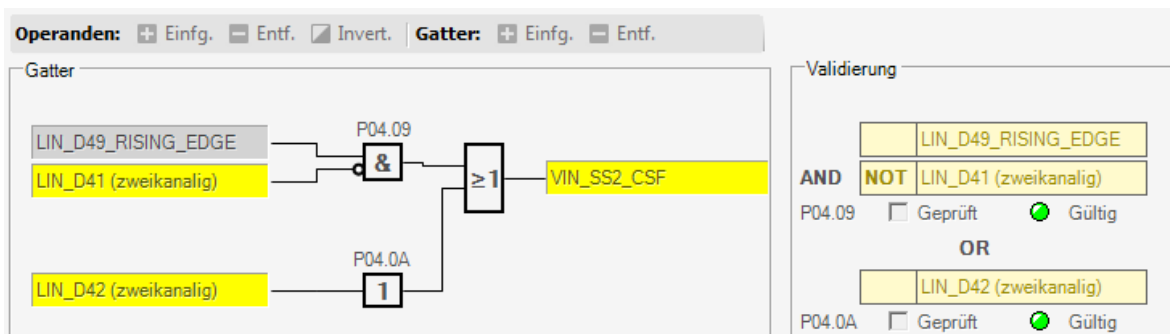 Operanden: Einfg. Entf. Invert. Gatter: Einfg. Entf.
Gatter
LIN_D49_RISING_EDGE
P04.09
&
LIN_D41 (zweikanalig)
≥1
VIN_SS2_CSF
P04.0A
LIN_D42 (zweikanalig)
1
Validierung
LIN_D49_RISING_EDGE
AND NOT LIN_D41 (zweikanalig)
P04.09 Geprüft Gültig
OR
LIN_D42 (zweikanalig)
P04.0A Geprüft Gültig